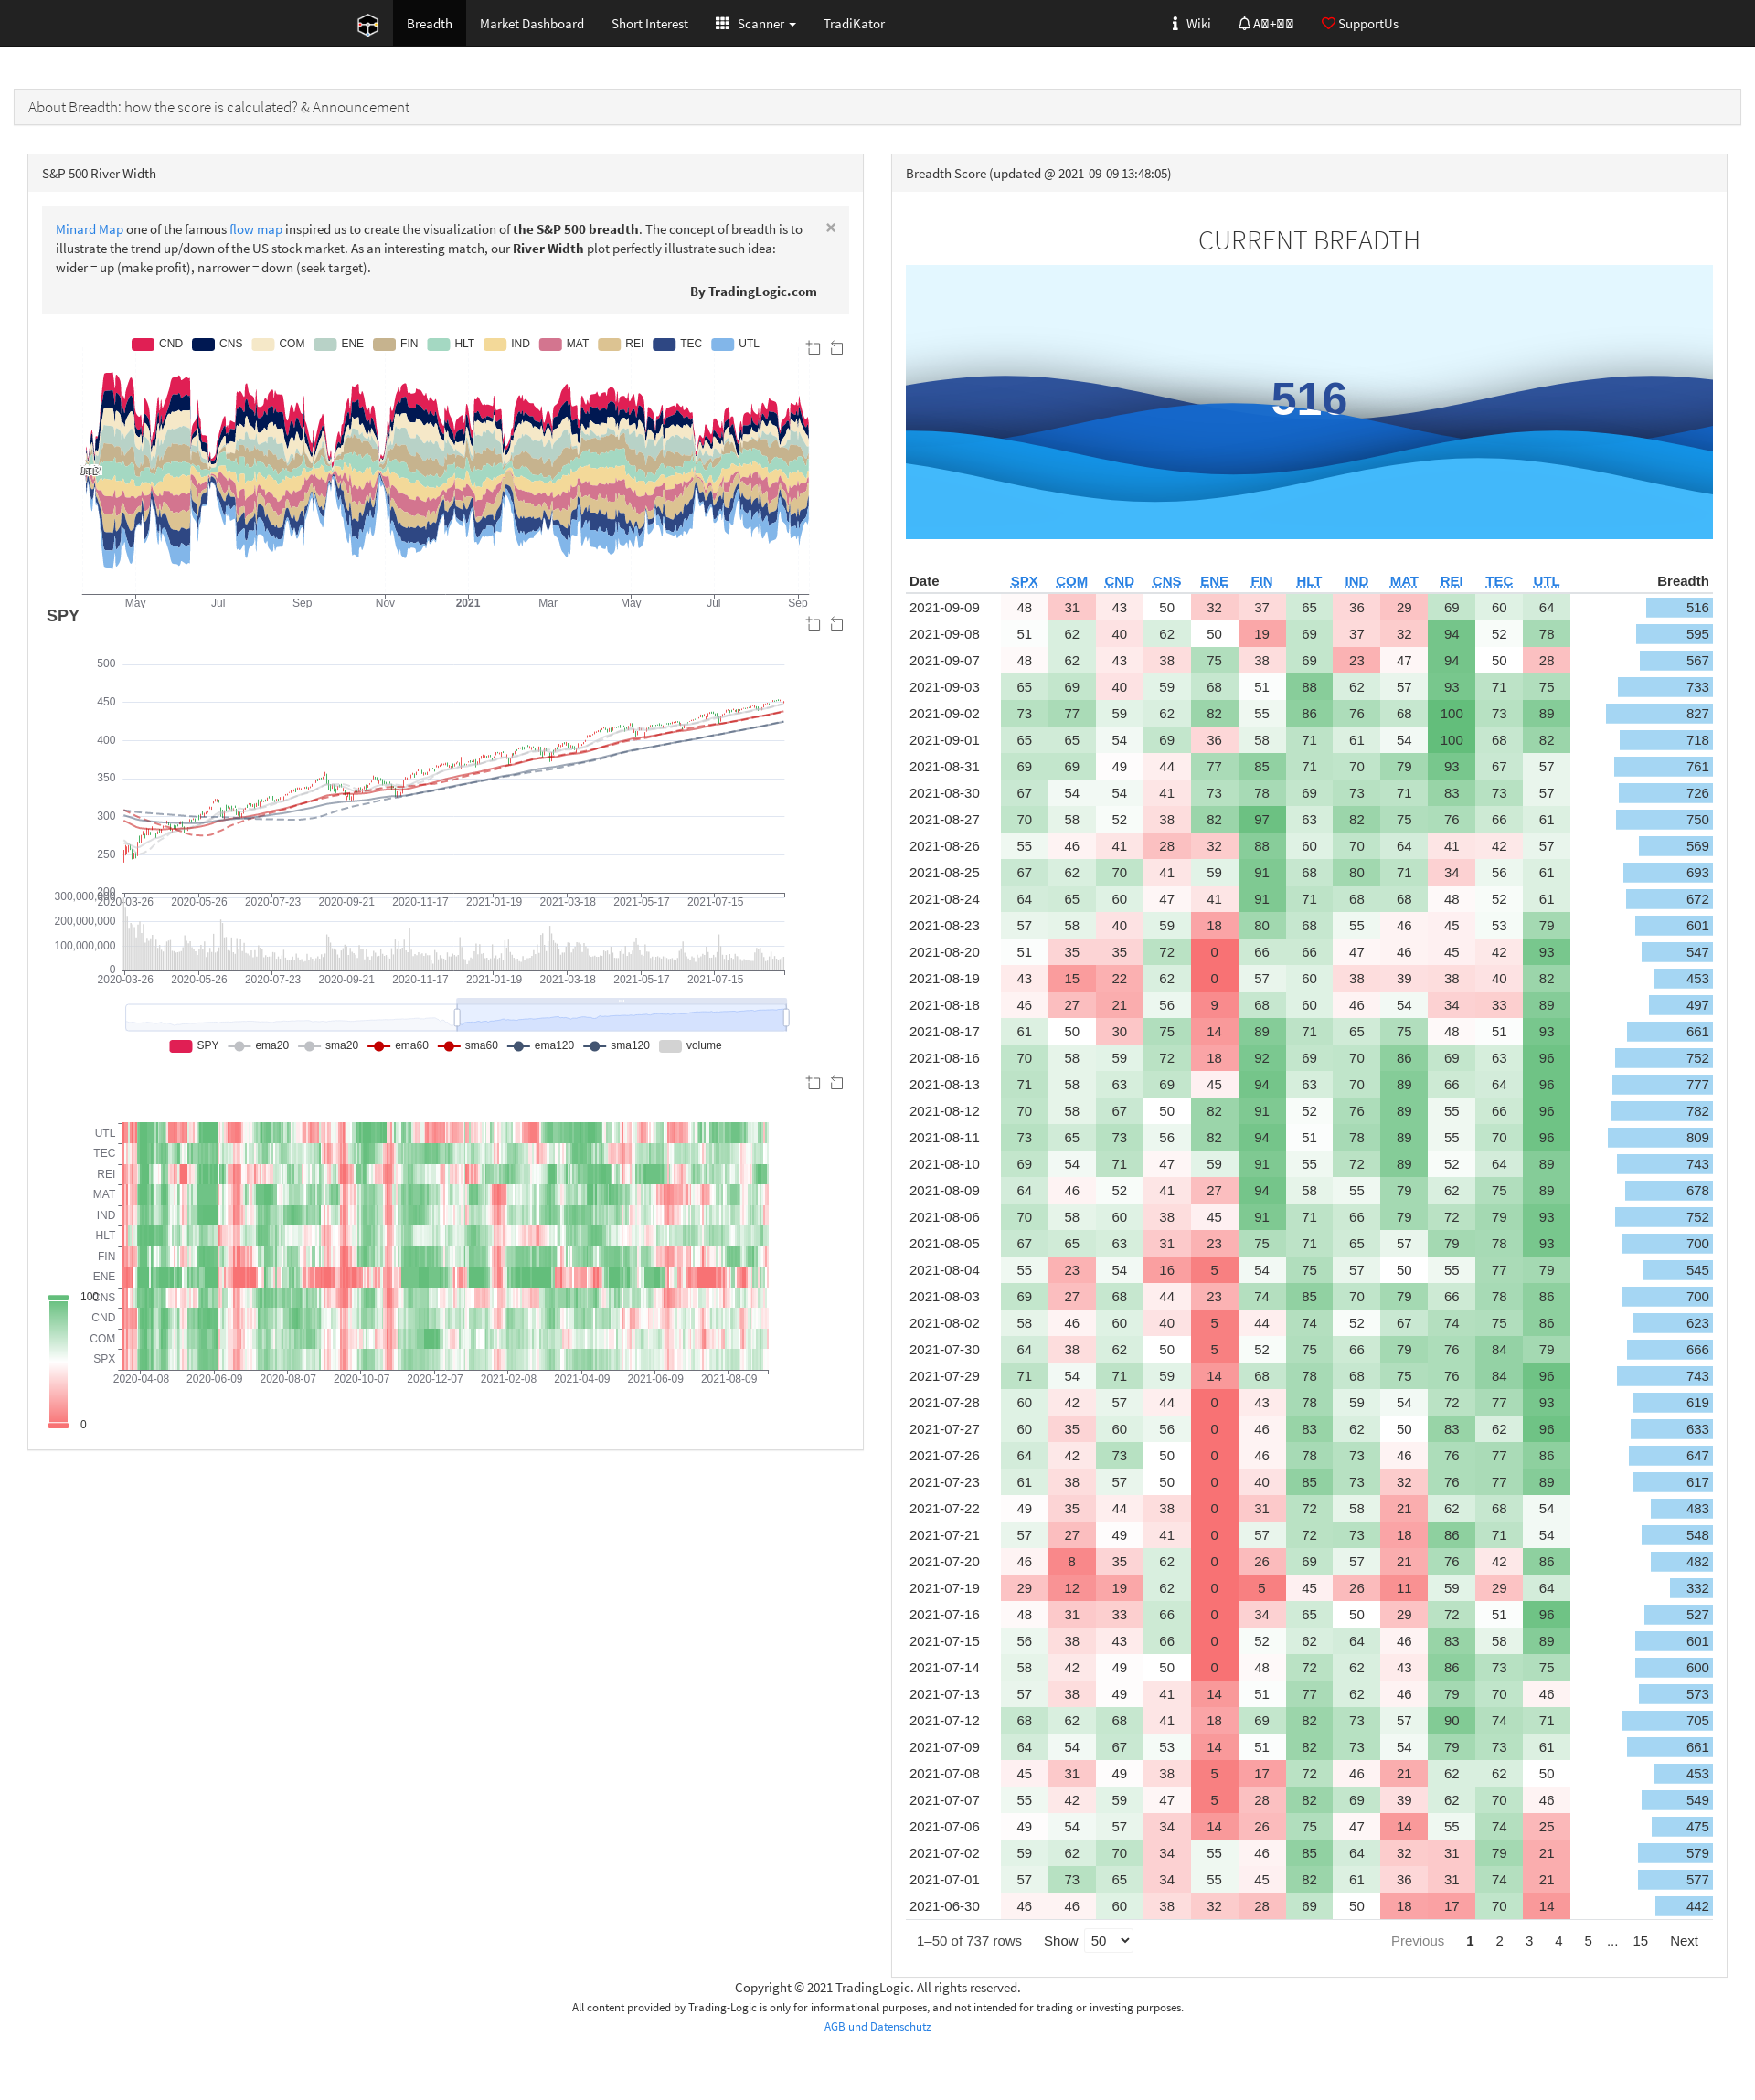 Breadth Market Dashboard Short Interest Scanner TradiKator Wiki SupportUs
About Breadth: how the score is calculated? & Announcement
S&P 500 River Width
Minard Map one of the famous flow map inspired us to create the visualization of the S&P 500 breadth. The concept of breadth is to
illustrate the trend up/down of the US stock market. As an interesting match, our River Width plot perfectly illustrate such idea:
wider = up (make profit), narrower = down (seek target).
×
By TradingLogic.com
CND CNS COM ENE FIN HLT IND MAT REI TEC UTL
May Jul Sep Nov 2021 Mar May Jul Sep
SPY
500
450
400
350
300
250
200
2020-03-26 2020-05-26 2020-07-23 2020-09-21 2020-11-17 2021-01-19 2021-03-18 2021-05-17 2021-07-15
300,000,000
200,000,000
100,000,000
0
2020-03-26 2020-05-26 2020-07-23 2020-09-21 2020-11-17 2021-01-19 2021-03-18 2021-05-17 2021-07-15
SPY ema20 sma20 ema60 sma60 ema120 sma120 volume
UTL
TEC
REI
MAT
IND
HLT
FIN
ENE
CNS
CND
COM
SPX
100
0
2020-04-08 2020-06-09 2020-08-07 2020-10-07 2020-12-07 2021-02-08 2021-04-09 2021-06-09 2021-08-09
Breadth Score (updated @ 2021-09-09 13:48:05)
CURRENT BREADTH
516
Date SPX COM CND CNS ENE FIN HLT IND MAT REI TEC UTL Breadth
2021-09-09 48 31 43 50 32 37 65 36 29 69 60 64 516
2021-09-08 51 62 40 62 50 19 69 37 32 94 52 78 595
2021-09-07 48 62 43 38 75 38 69 23 47 94 50 28 567
2021-09-03 65 69 40 59 68 51 88 62 57 93 71 75 733
2021-09-02 73 77 59 62 82 55 86 76 68 100 73 89 827
2021-09-01 65 65 54 69 36 58 71 61 54 100 68 82 718
2021-08-31 69 69 49 44 77 85 71 70 79 93 67 57 761
2021-08-30 67 54 54 41 73 78 69 73 71 83 73 57 726
2021-08-27 70 58 52 38 82 97 63 82 75 76 66 61 750
2021-08-26 55 46 41 28 32 88 60 70 64 41 42 57 569
2021-08-25 67 62 70 41 59 91 68 80 71 34 56 61 693
2021-08-24 64 65 60 47 41 91 71 68 68 48 52 61 672
2021-08-23 57 58 40 59 18 80 68 55 46 45 53 79 601
2021-08-20 51 35 35 72 0 66 66 47 46 45 42 93 547
2021-08-19 43 15 22 62 0 57 60 38 39 38 40 82 453
2021-08-18 46 27 21 56 9 68 60 46 54 34 33 89 497
2021-08-17 61 50 30 75 14 89 71 65 75 48 51 93 661
2021-08-16 70 58 59 72 18 92 69 70 86 69 63 96 752
2021-08-13 71 58 63 69 45 94 63 70 89 66 64 96 777
2021-08-12 70 58 67 50 82 91 52 76 89 55 66 96 782
2021-08-11 73 65 73 56 82 94 51 78 89 55 70 96 809
2021-08-10 69 54 71 47 59 91 55 72 89 52 64 89 743
2021-08-09 64 46 52 41 27 94 58 55 79 62 75 89 678
2021-08-06 70 58 60 38 45 91 71 66 79 72 79 93 752
2021-08-05 67 65 63 31 23 75 71 65 57 79 78 93 700
2021-08-04 55 23 54 16 5 54 75 57 50 55 77 79 545
2021-08-03 69 27 68 44 23 74 85 70 79 66 78 86 700
2021-08-02 58 46 60 40 5 44 74 52 67 74 75 86 623
2021-07-30 64 38 62 50 5 52 75 66 79 76 84 79 666
2021-07-29 71 54 71 59 14 68 78 68 75 76 84 96 743
2021-07-28 60 42 57 44 0 43 78 59 54 72 77 93 619
2021-07-27 60 35 60 56 0 46 83 62 50 83 62 96 633
2021-07-26 64 42 73 50 0 46 78 73 46 76 77 86 647
2021-07-23 61 38 57 50 0 40 85 73 32 76 77 89 617
2021-07-22 49 35 44 38 0 31 72 58 21 62 68 54 483
2021-07-21 57 27 49 41 0 57 72 73 18 86 71 54 548
2021-07-20 46 8 35 62 0 26 69 57 21 76 42 86 482
2021-07-19 29 12 19 62 0 5 45 26 11 59 29 64 332
2021-07-16 48 31 33 66 0 34 65 50 29 72 51 96 527
2021-07-15 56 38 43 66 0 52 62 64 46 83 58 89 601
2021-07-14 58 42 49 50 0 48 72 62 43 86 73 75 600
2021-07-13 57 38 49 41 14 51 77 62 46 79 70 46 573
2021-07-12 68 62 68 41 18 69 82 73 57 90 74 71 705
2021-07-09 64 54 67 53 14 51 82 73 54 79 73 61 661
2021-07-08 45 31 49 38 5 17 72 46 21 62 62 50 453
2021-07-07 55 42 59 47 5 28 82 69 39 62 70 46 549
2021-07-06 49 54 57 34 14 26 75 47 14 55 74 25 475
2021-07-02 59 62 70 34 55 46 85 64 32 31 79 21 579
2021-07-01 57 73 65 34 55 45 82 61 36 31 74 21 577
2021-06-30 46 46 60 38 32 28 69 50 18 17 70 14 442
1–50 of 737 rows Show 50 Previous 1 2 3 4 5 ... 15 Next
Copyright © 2021 TradingLogic. All rights reserved.
All content provided by Trading-Logic is only for informational purposes, and not intended for trading or investing purposes.
AGB und Datenschutz